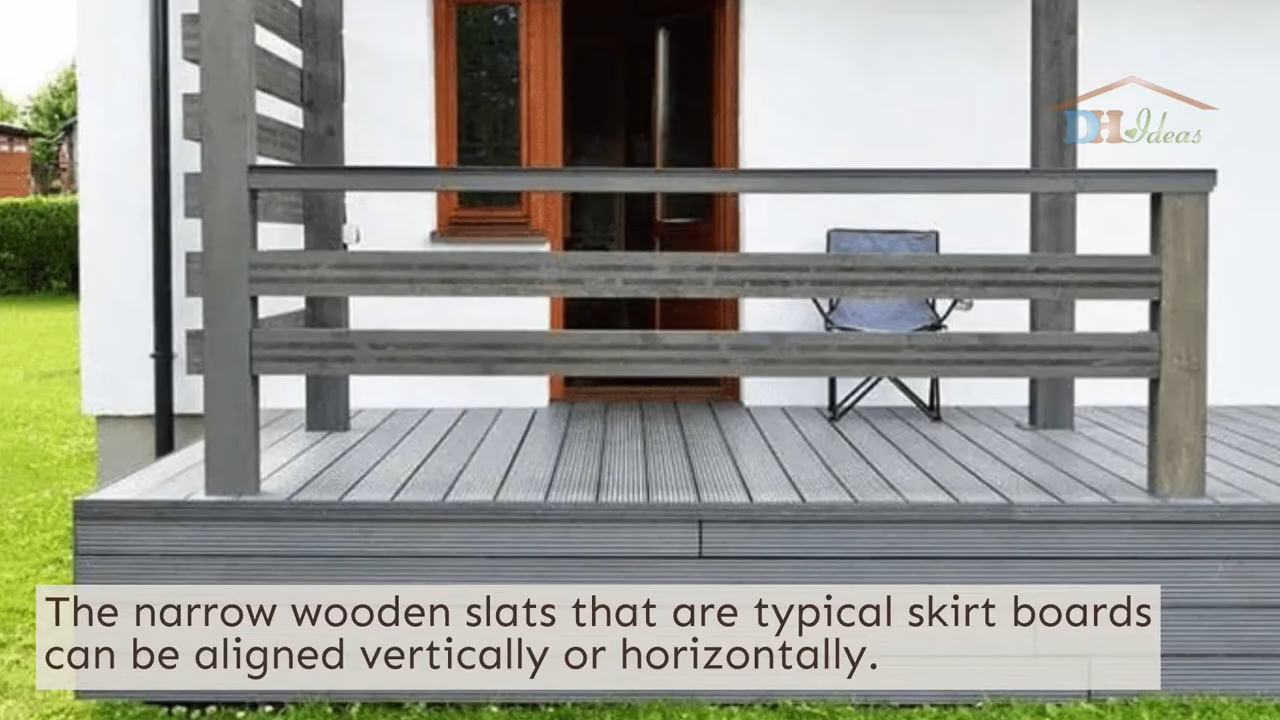 DH Ideas
The narrow wooden slats that are typical skirt boards
can be aligned vertically or horizontally.